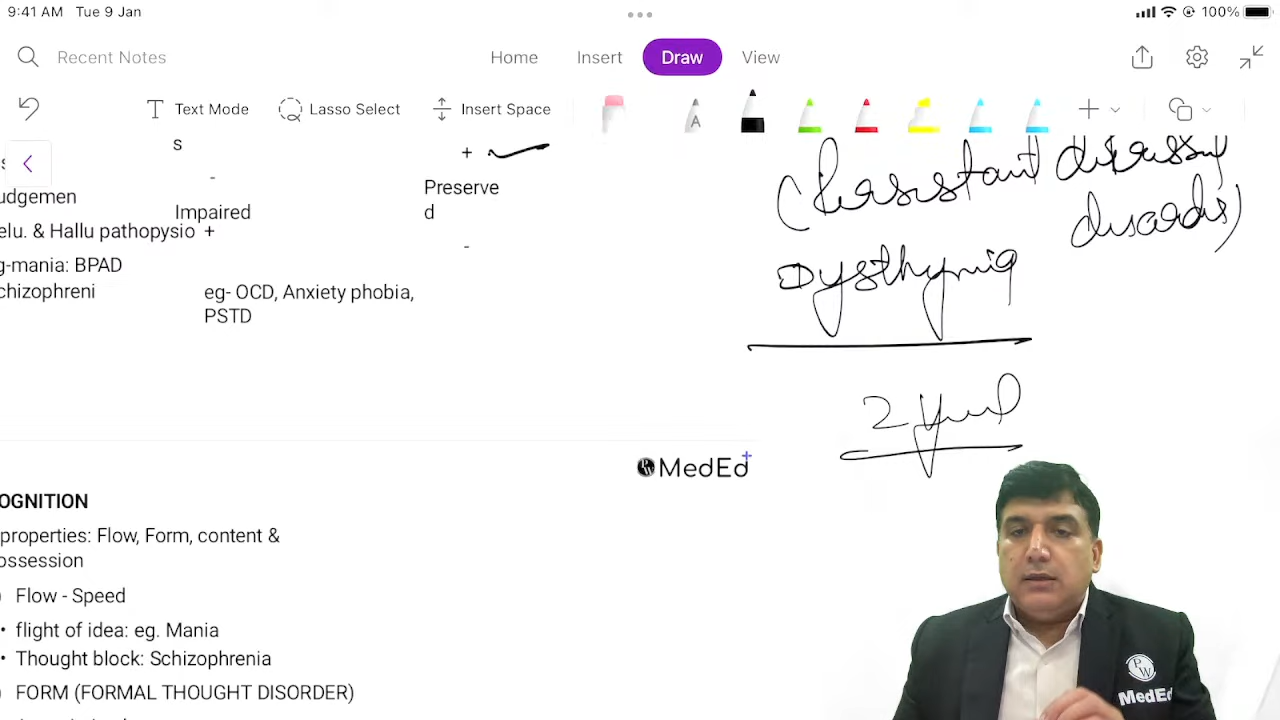 9:41 AM Tue 9 Jan
100%
Recent Notes
Home Insert Draw View
Text Mode Lasso Select Insert Space
A
s
+
s
-
Preserve
d
udgemen
Impaired
elu. & Hallu pathopysio +
-
g-mania: BPAD
chizophreni
eg- OCD, Anxiety phobia,
PSTD
disorder)
Dysthymia
2
MedEd
OGNITION
properties: Flow, Form, content &
ossession
) Flow - Speed
• flight of idea: eg. Mania
• Thought block: Schizophrenia
) FORM (FORMAL THOUGHT DISORDER)
PW
MedEd